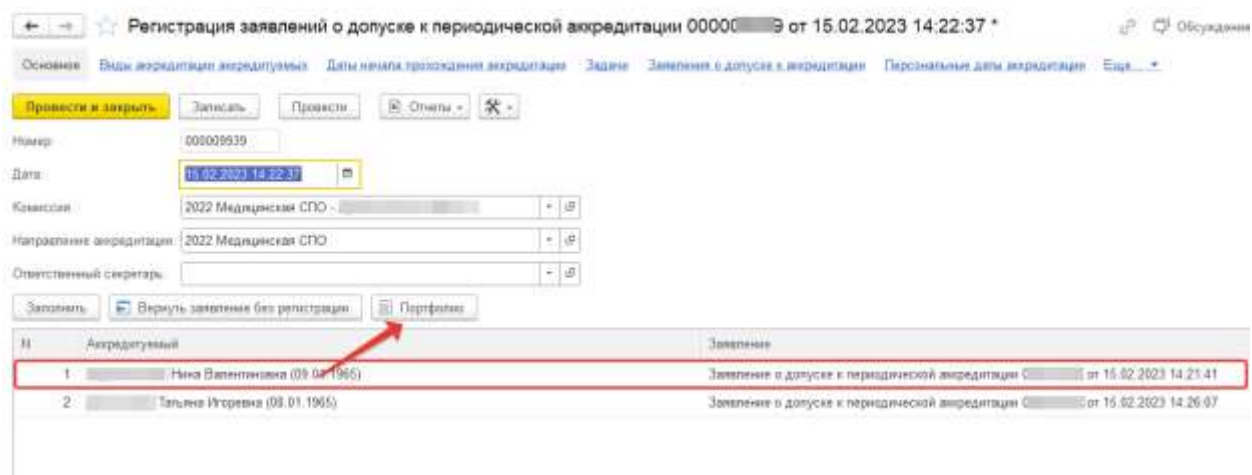 Регистрация заявлений о допуске к периодической аккредитации 00000 9 от 15.02.2023 14:22:37 * Обсуждение
Основное Виды аккредитации аккредитуемых Даты начала прохождения аккредитации Задачи Заявления о допуске к аккредитации Персональные даты аккредитации Еще...
Провести и закрыть Записать Провести Отчеты
Номер: 000009939
Дата: 15.02.2023 14:22:37
Комиссия: 2022 Медицинская СПО -
Направление аккредитации: 2022 Медицинская СПО
Ответственный секретарь:
Заполнить Вернуть заявление без регистрации Портфолио
N Аккредитуемый Заявление
1 Нина Валентиновна Заявление о допуске к периодической аккредитации от 15.02.2023 14:21:41
2 Татьяна Игоревна (08.01.1965) Заявление о допуске к периодической аккредитации от 15.02.2023 14:26:07